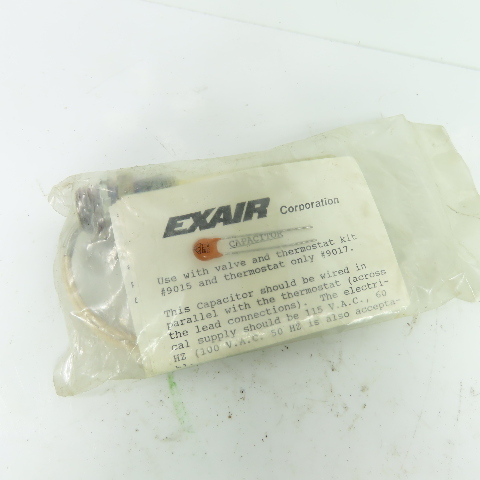 EXAIR Corporation
CAPACITOR
Use with valve and thermostat kit
#9015 and thermostat only #9017.
This Capacitor should be wired in
parallel with the thermostat (across
the lead connections). The electri-
cal supply should be 115 V.A.C., 60
HZ (100 V.A.C. 50 HZ is also accepta-